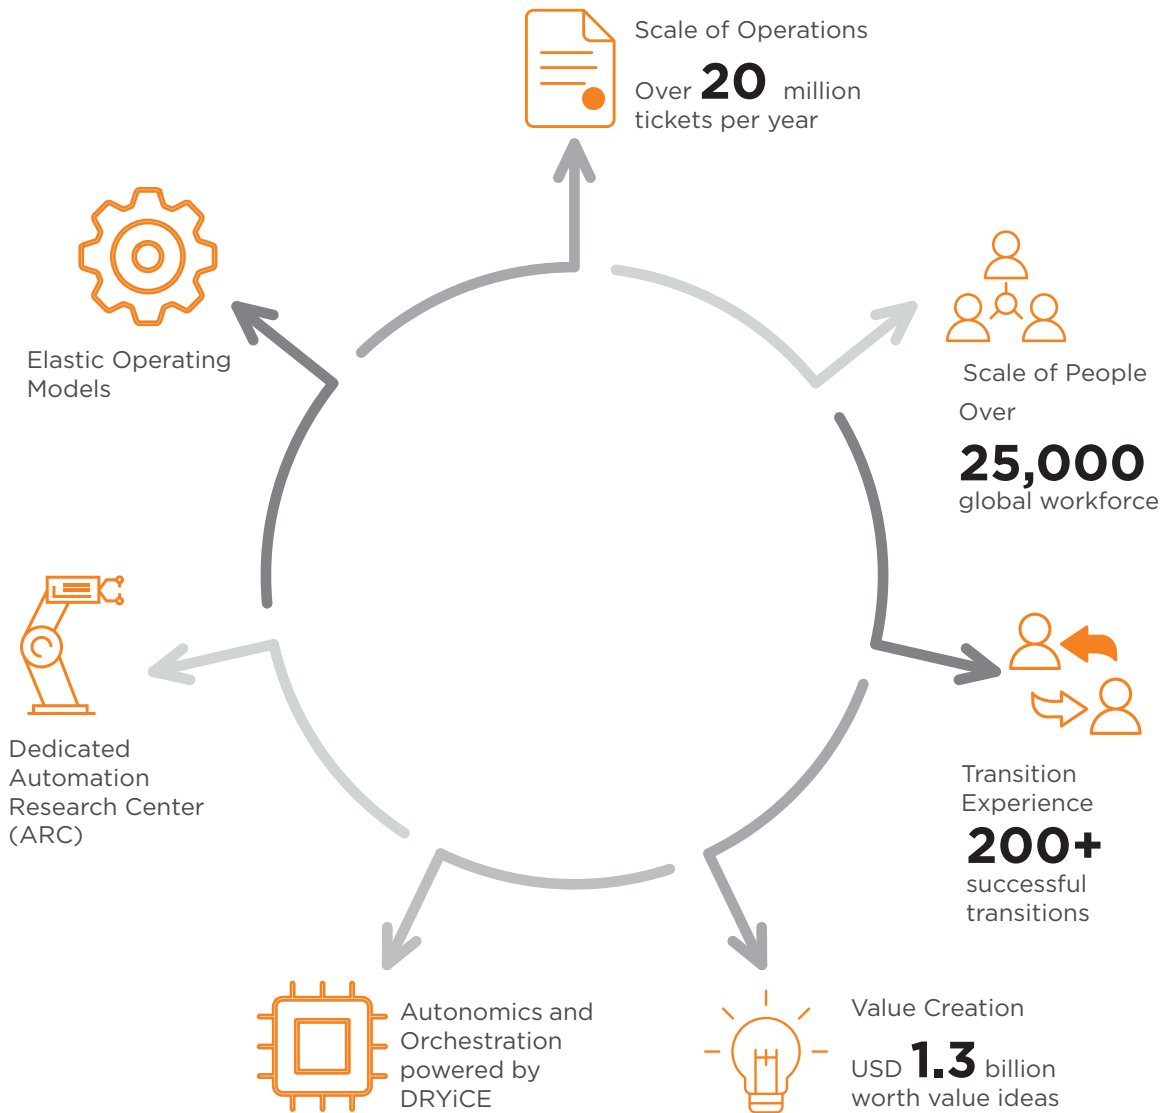 Scale of Operations
Over 20 million
tickets per year
Scale of People
Over
25,000
global workforce
Transition
Experience
200+
successful
transitions
Value Creation
USD 1.3 billion
worth value ideas
Autonomics and
Orchestration
powered by
DRYiCE
Dedicated
Automation
Research Center
(ARC)
Elastic Operating
Models